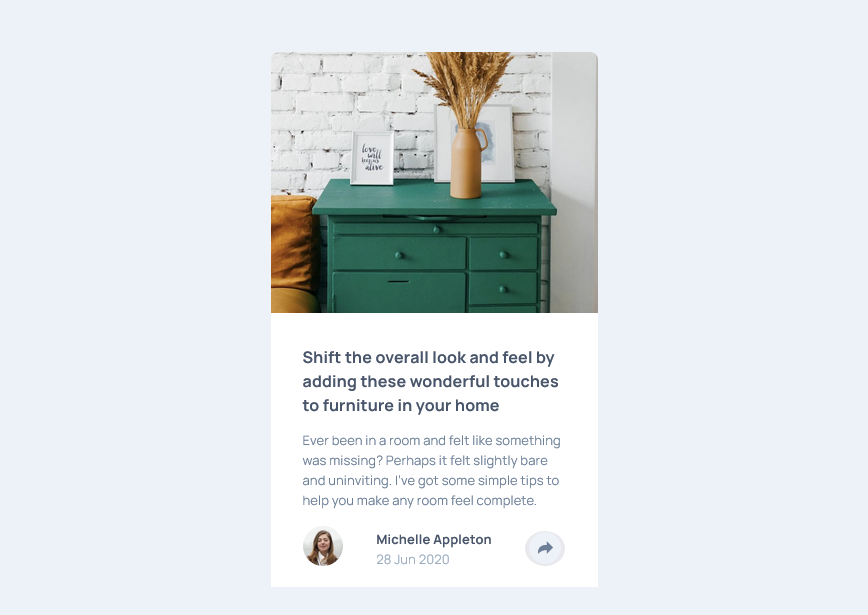 love
will
keep us
alive
Shift the overall look and feel by
adding these wonderful touches
to furniture in your home
Ever been in a room and felt like something
was missing? Perhaps it felt slightly bare
and uninviting. I've got some simple tips to
help you make any room feel complete.
Michelle Appleton
28 Jun 2020